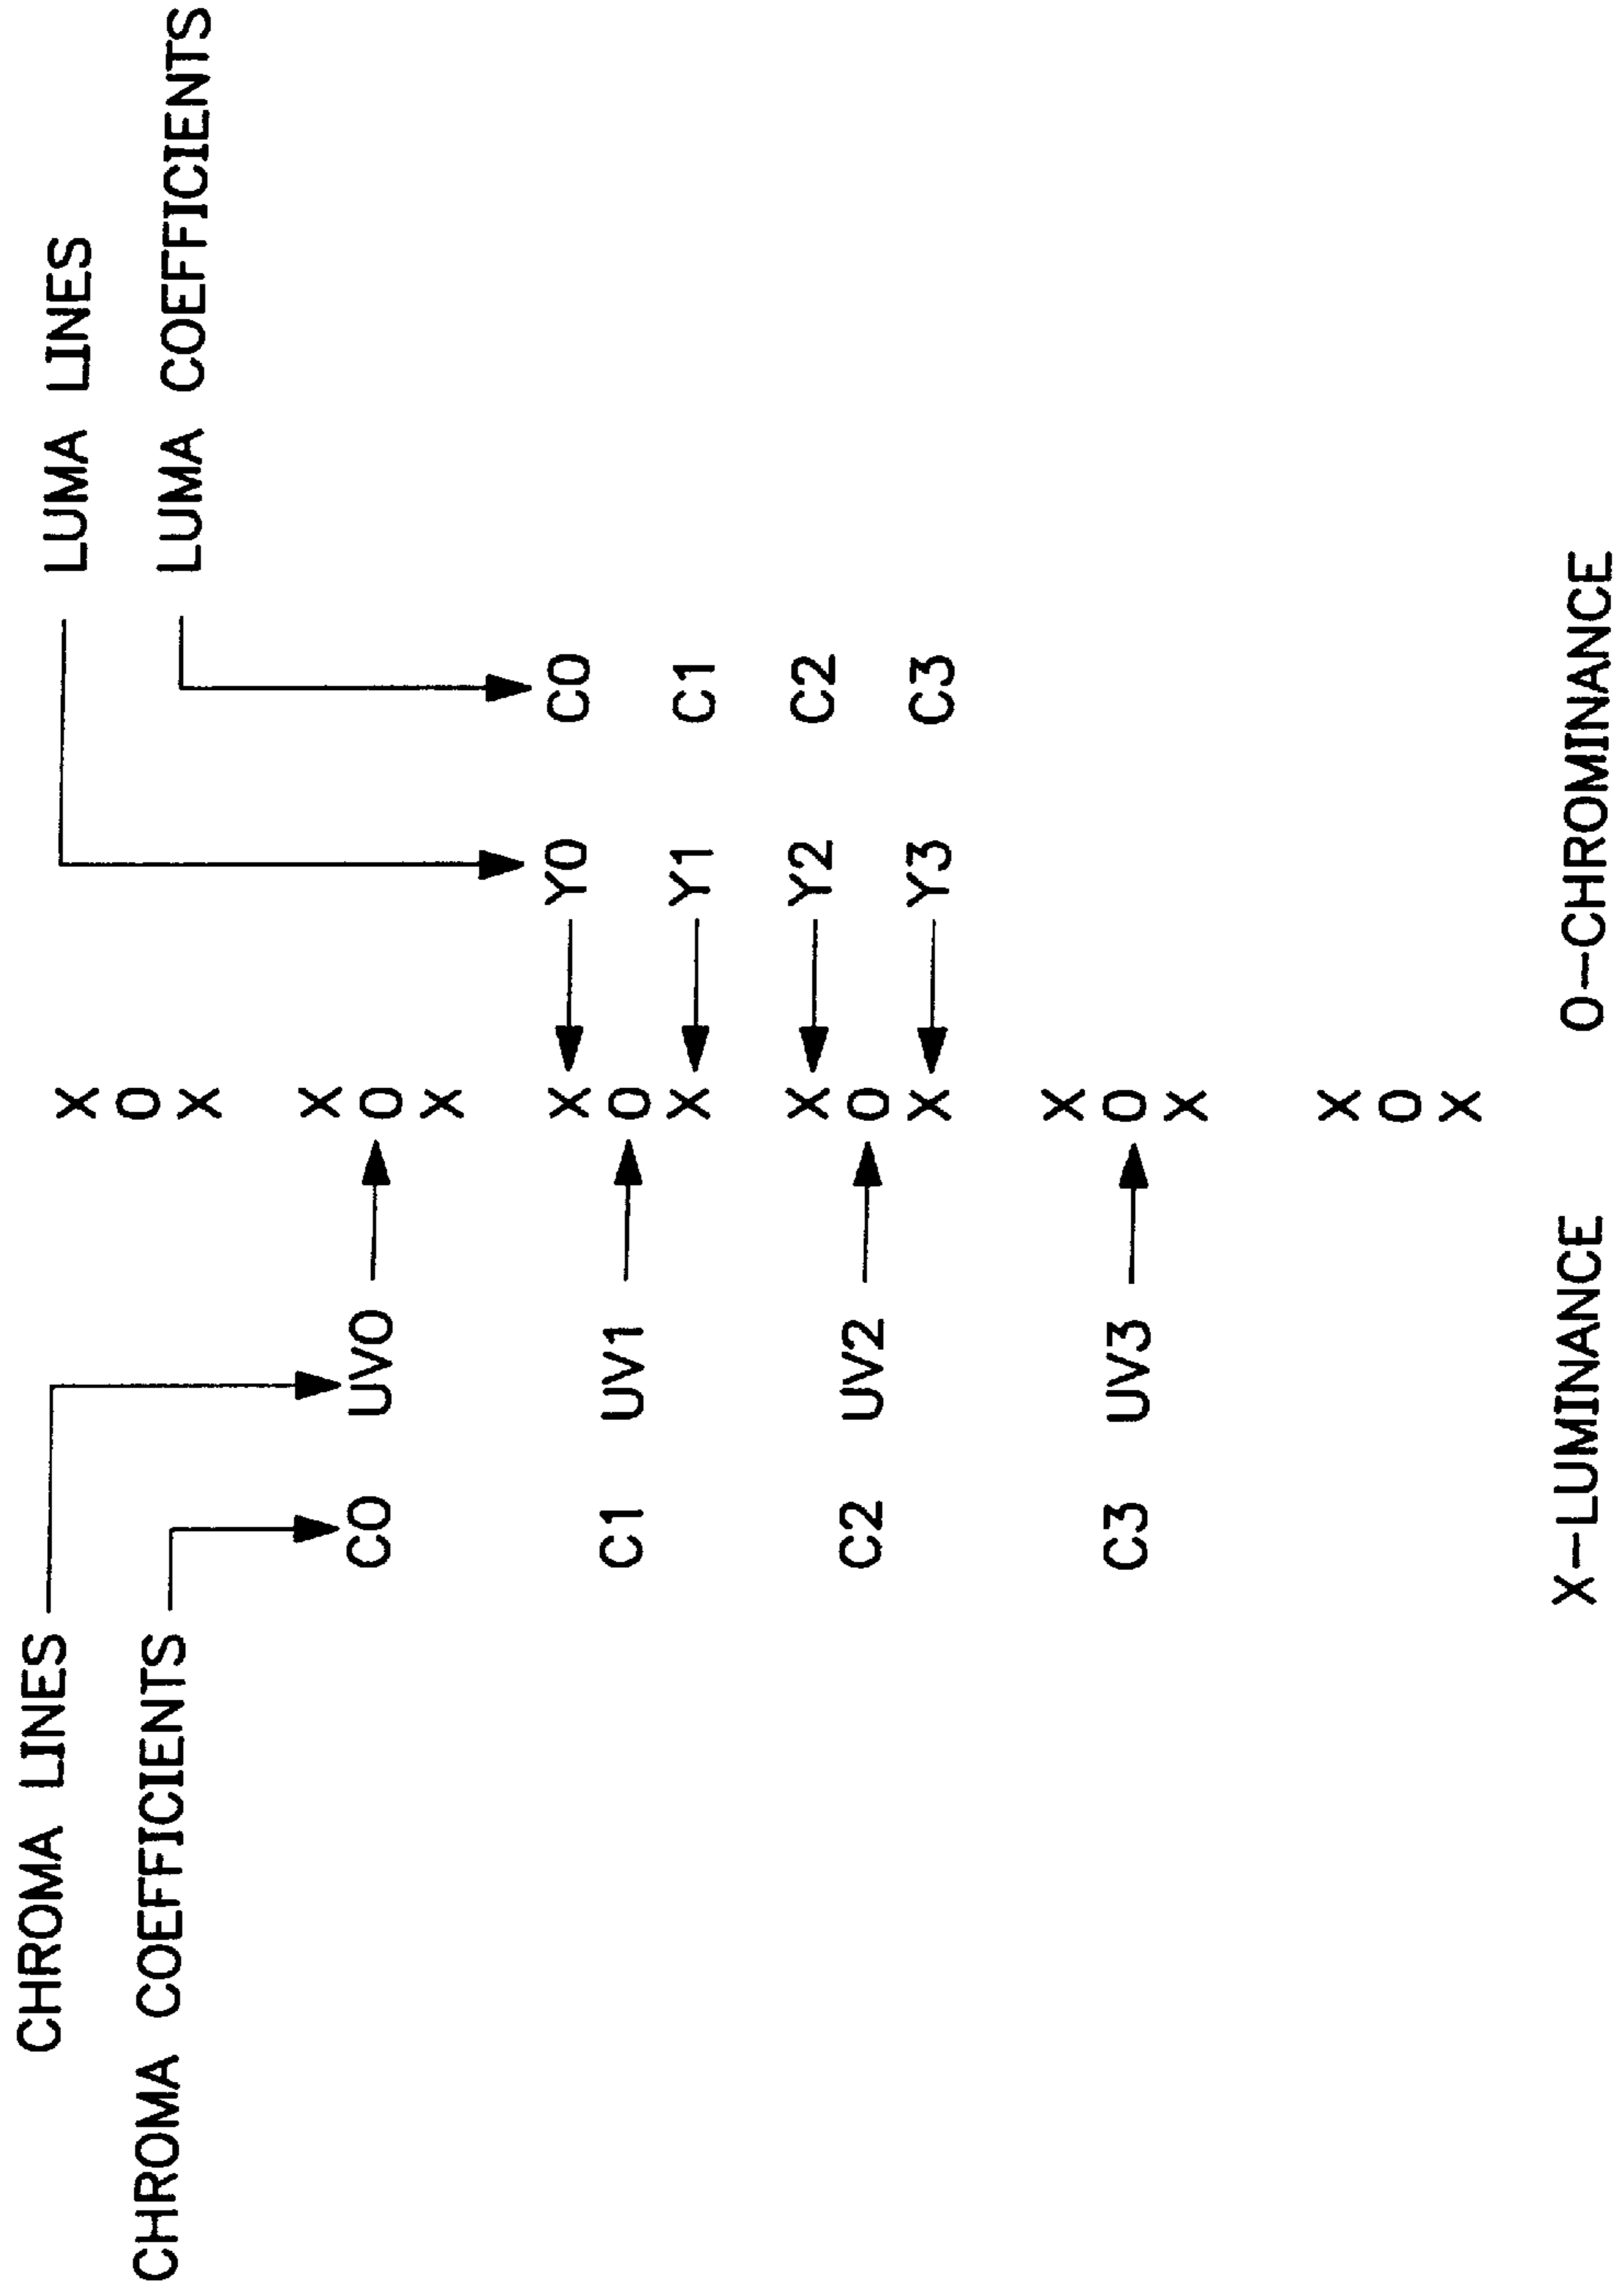 CHROMA LINES X LUMA LINES
O
CHROMA COEFFICIENTS X LUMA COEFFICIENTS
X
C0 UV0 O
X
X Y0 C0
C1 UV1 O
X Y1 C1
X Y2 C2
C2 UV2 O
X Y3 C3
X
C3 UV3 O
X
X
O
X
X–LUMINANCE O–CHROMINANCE